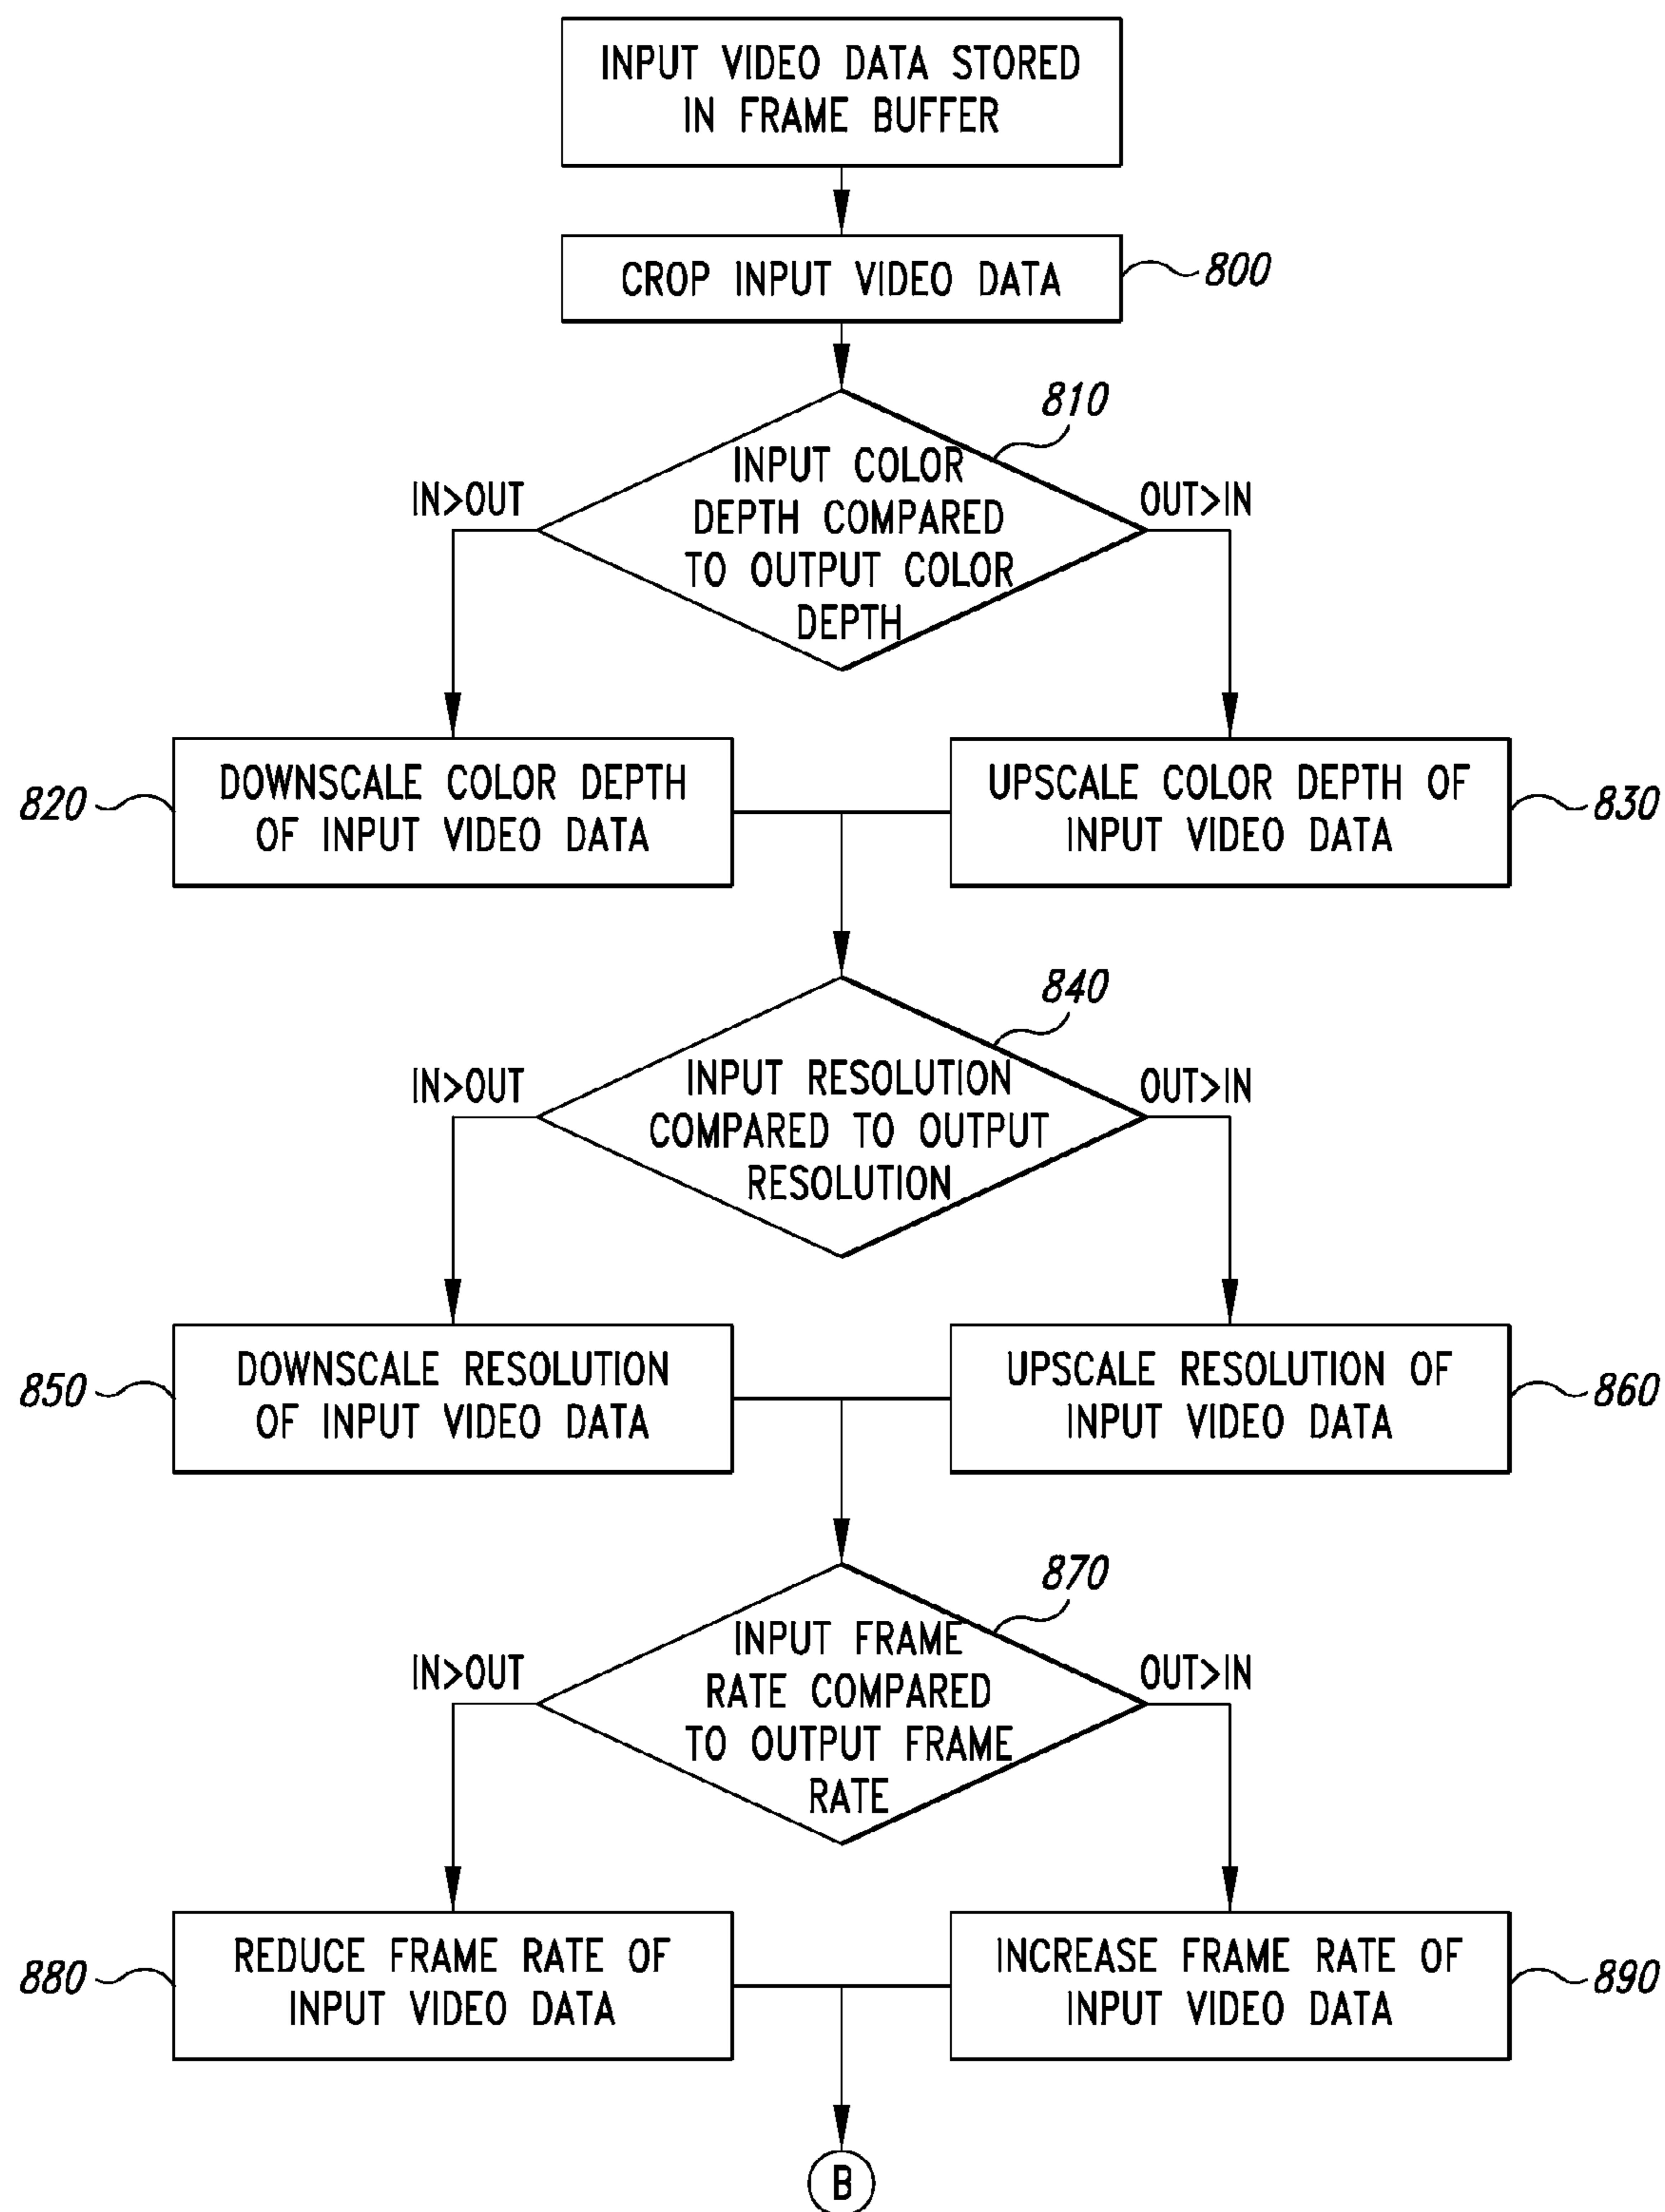 INPUT VIDEO DATA STORED
IN FRAME BUFFER
CROP INPUT VIDEO DATA
800
810
INPUT COLOR
DEPTH COMPARED
TO OUTPUT COLOR
DEPTH
IN>OUT
OUT>IN
820
DOWNSCALE COLOR DEPTH
OF INPUT VIDEO DATA
UPSCALE COLOR DEPTH OF
INPUT VIDEO DATA
830
840
INPUT RESOLUTION
COMPARED TO OUTPUT
RESOLUTION
IN>OUT
OUT>IN
850
DOWNSCALE RESOLUTION
OF INPUT VIDEO DATA
UPSCALE RESOLUTION OF
INPUT VIDEO DATA
860
870
INPUT FRAME
RATE COMPARED
TO OUTPUT FRAME
RATE
IN>OUT
OUT>IN
880
REDUCE FRAME RATE OF
INPUT VIDEO DATA
INCREASE FRAME RATE OF
INPUT VIDEO DATA
890
B